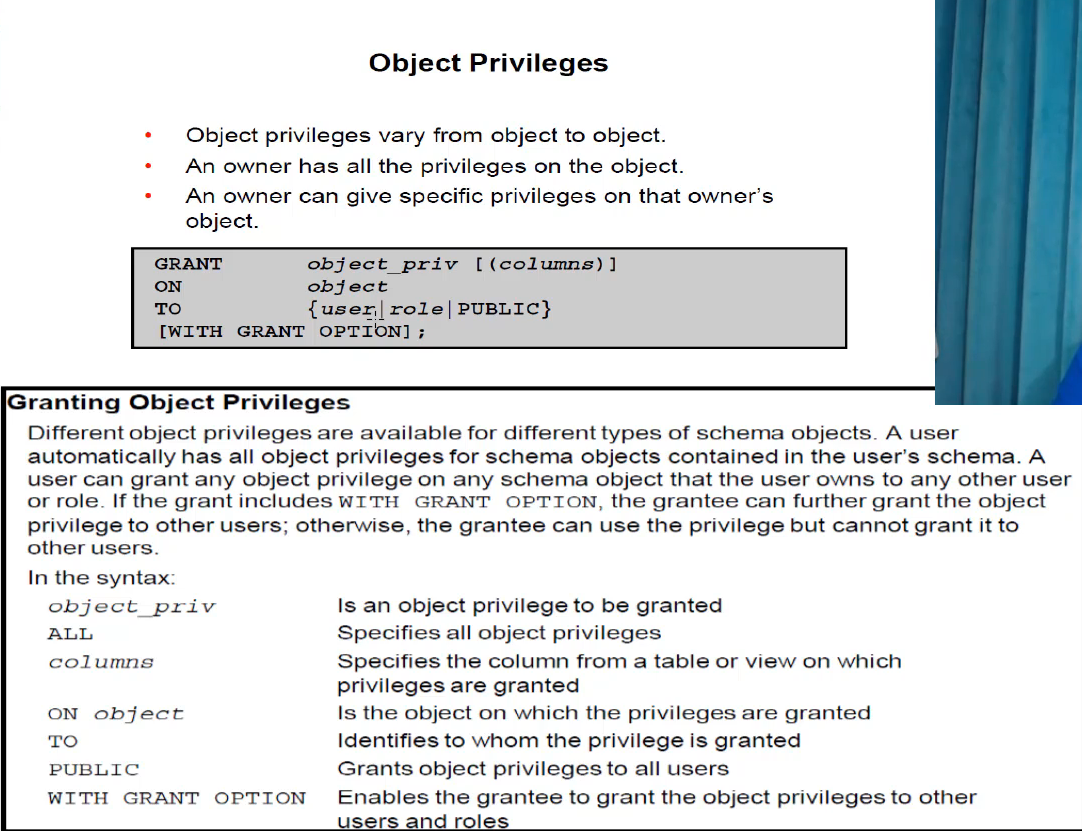 Object Privileges
• Object privileges vary from object to object.
• An owner has all the privileges on the object.
• An owner can give specific privileges on that owner's
object.
GRANT object_priv [(columns)]
ON object
TO {user|role|PUBLIC}
[WITH GRANT OPTION];
Granting Object Privileges
Different object privileges are available for different types of schema objects. A user
automatically has all object privileges for schema objects contained in the user's schema. A
user can grant any object privilege on any schema object that the user owns to any other user
or role. If the grant includes WITH GRANT OPTION, the grantee can further grant the object
privilege to other users; otherwise, the grantee can use the privilege but cannot grant it to
other users.
In the syntax:
object_priv Is an object privilege to be granted
ALL Specifies all object privileges
columns Specifies the column from a table or view on which
privileges are granted
ON object Is the object on which the privileges are granted
TO Identifies to whom the privilege is granted
PUBLIC Grants object privileges to all users
WITH GRANT OPTION Enables the grantee to grant the object privileges to other
users and roles